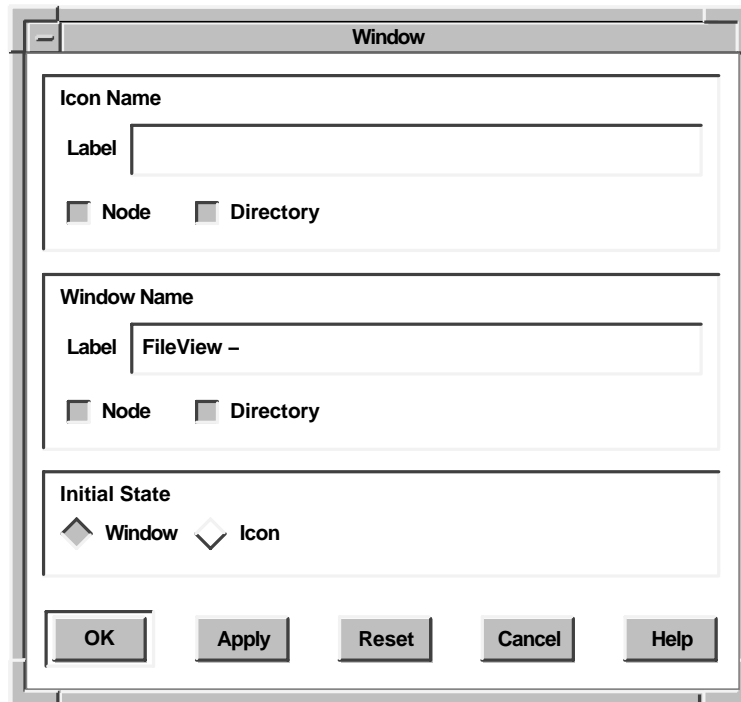 Window
Icon Name
Label
Node Directory
Window Name
Label FileView –
Node Directory
Initial State
Window Icon
OK Apply Reset Cancel Help